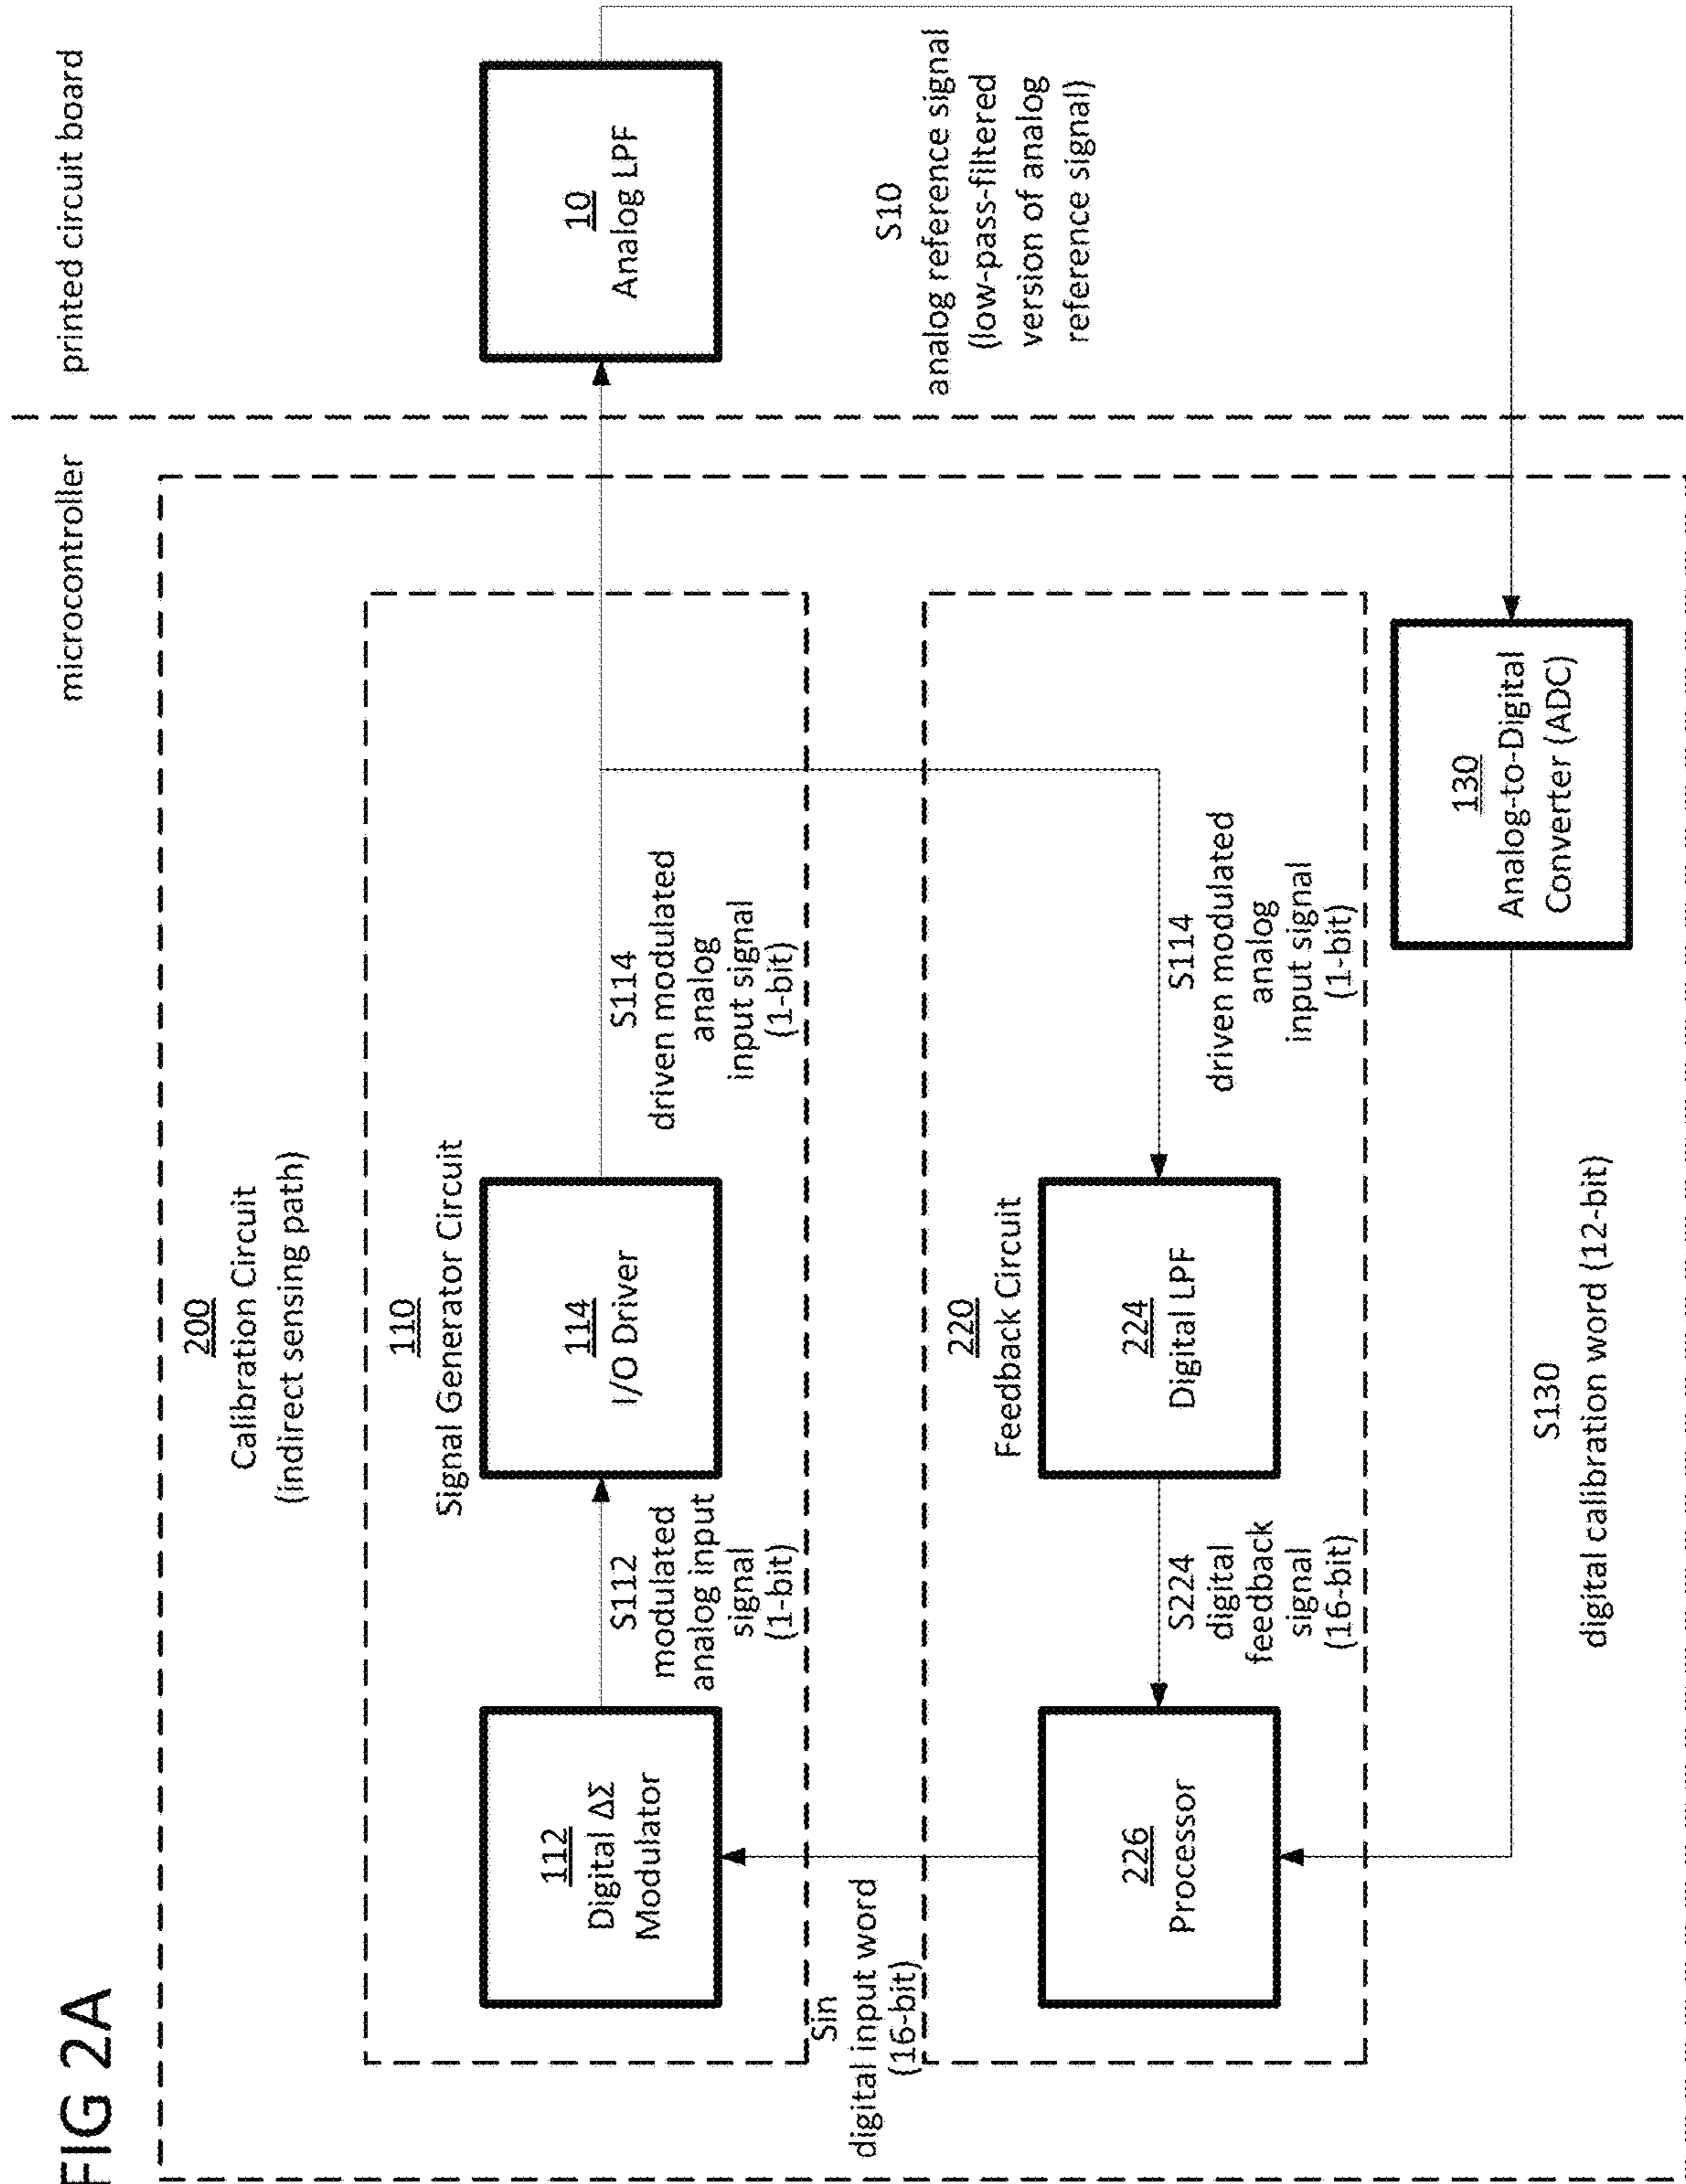 FIG 2A
microcontroller
printed circuit board
200
Calibration Circuit
(indirect sensing path)
110
Signal Generator Circuit
112
Digital ΔΣ
Modulator
S112
modulated
analog input
signal
(1-bit)
114
I/O Driver
S114
driven modulated
analog
input signal
(1-bit)
10
Analog LPF
Sin
digital input word
(16-bit)
S10
analog reference signal
(low-pass-filtered
version of analog
reference signal)
220
Feedback Circuit
226
Processor
S224
digital
feedback
signal
(16-bit)
224
Digital LPF
S114
driven modulated
analog
input signal
(1-bit)
130
Analog-to-Digital
Converter (ADC)
S130
digital calibration word (12-bit)